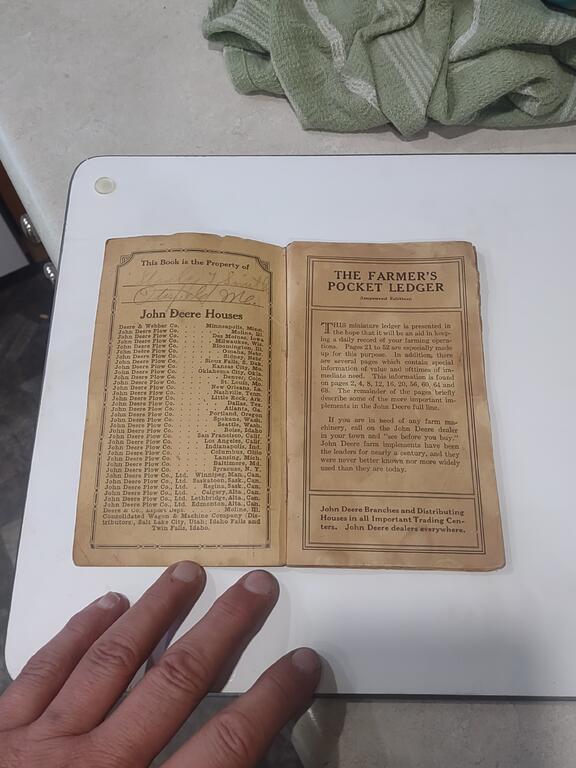 This Book is the Property of
Smith
Me.
John Deere Houses
Deere & Webber Co. Minneapolis, Minn.
John Deere Plow Co. Moline, Ill.
John Deere Plow Co. Des Moines, Iowa
John Deere Plow Co. Milwaukee, Wis.
John Deere Plow Co. Bloomington, Ill.
John Deere Plow Co. Omaha, Nebr.
John Deere Plow Co. Sidney, Nebr.
John Deere Plow Co. Sioux Falls, S. Dak.
John Deere Plow Co. Kansas City, Mo.
John Deere Plow Co. Oklahoma City, Okla.
John Deere Plow Co.
John Deere Plow Co. St. Louis, Mo.
John Deere Plow Co. New Orleans, La.
John Deere Plow Co. Nashville, Tenn.
John Deere Plow Co. Little Rock, Ark.
John Deere Plow Co. Dallas, Tex.
John Deere Plow Co. Atlanta, Ga.
John Deere Plow Co. Portland, Oregon
John Deere Plow Co. Spokane, Wash.
John Deere Plow Co. Seattle, Wash.
John Deere Plow Co. Boise, Idaho
John Deere Plow Co. San Francisco, Calif.
John Deere Plow Co. Los Angeles, Calif.
John Deere Plow Co. Indianapolis, Ind.
John Deere Plow Co. Columbus, Ohio
John Deere Plow Co. Lansing, Mich.
John Deere Plow Co. Baltimore, Md.
John Deere Plow Co. Syracuse, N. Y.
John Deere Plow Co., Ltd. Winnipeg, Man., Can.
John Deere Plow Co., Ltd. Saskatoon, Sask., Can.
John Deere Plow Co., Ltd. Regina, Sask., Can.
John Deere Plow Co., Ltd. Calgary, Alta., Can.
John Deere Plow Co., Ltd. Lethbridge, Alta., Can.
John Deere Plow Co., Ltd. Edmonton, Alta., Can.
Deere & Co., Export Dept. Moline, Ill.
Consolidated Wagon & Machine Company (Dis-
tributors), Salt Lake City, Utah; Idaho Falls and
Twin Falls, Idaho.
THE FARMER'S
POCKET LEDGER
Edition
THIS miniature ledger is presented in
the hope that it will be an aid in keep-
ing a daily record of your farming opera-
tions. Pages 21 to 52 are especially made
up for this purpose. In addition, there
are several pages which contain special
information of value and ofttimes of im-
mediate need. This information is found
on pages 2, 4, 8, 12, 16, 20, 56, 60, 64 and
68. The remainder of the pages briefly
describe some of the more important im-
plements in the John Deere full line.
If you are in need of any farm ma-
chinery, call on the John Deere dealer
in your town and "see before you buy."
John Deere farm implements have been
the leaders for nearly a century, and they
were never better known nor more widely
used than they are today.
John Deere Branches and Distributing
Houses in all Important Trading Cen-
ters. John Deere dealers everywhere.